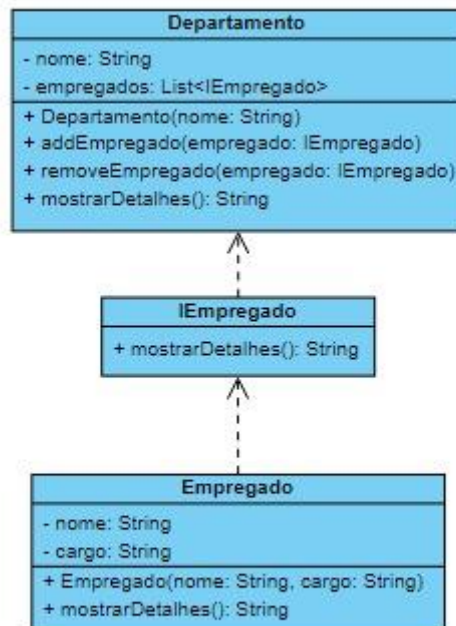 Departamento
- nome: String
- empregados: List<IEmpregado>
+ Departamento(nome: String)
+ addEmpregado(empregado: IEmpregado)
+ removeEmpregado(empregado: IEmpregado)
+ mostrarDetalhes(): String
IEmpregado
+ mostrarDetalhes(): String
Empregado
- nome: String
- cargo: String
+ Empregado(nome: String, cargo: String)
+ mostrarDetalhes(): String